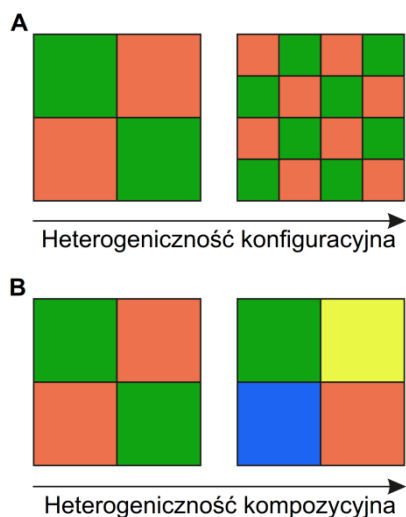 A
Heterogeniczność konfiguracyjna
B
Heterogeniczność kompozycyjna